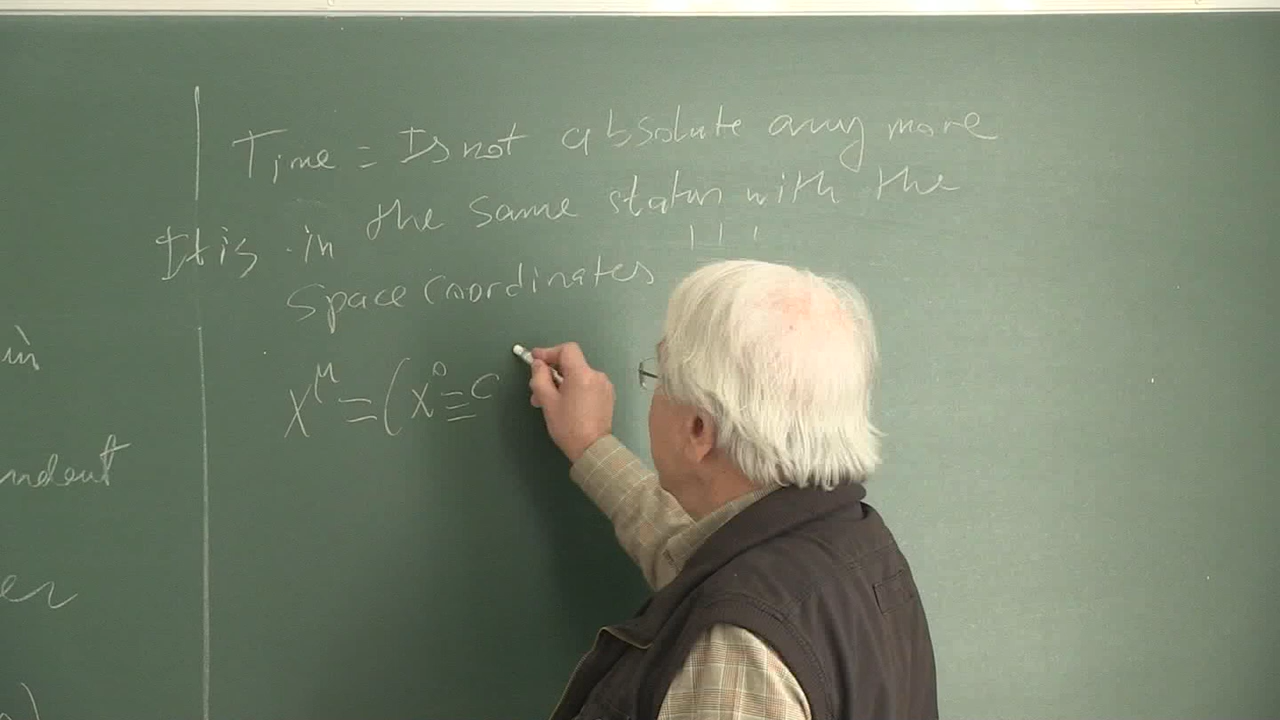 Time = Is not absolute any more
It is in the same status with the
space coordinates !!!
X^μ = (X^0 ≡ C
in
ndent
er
)